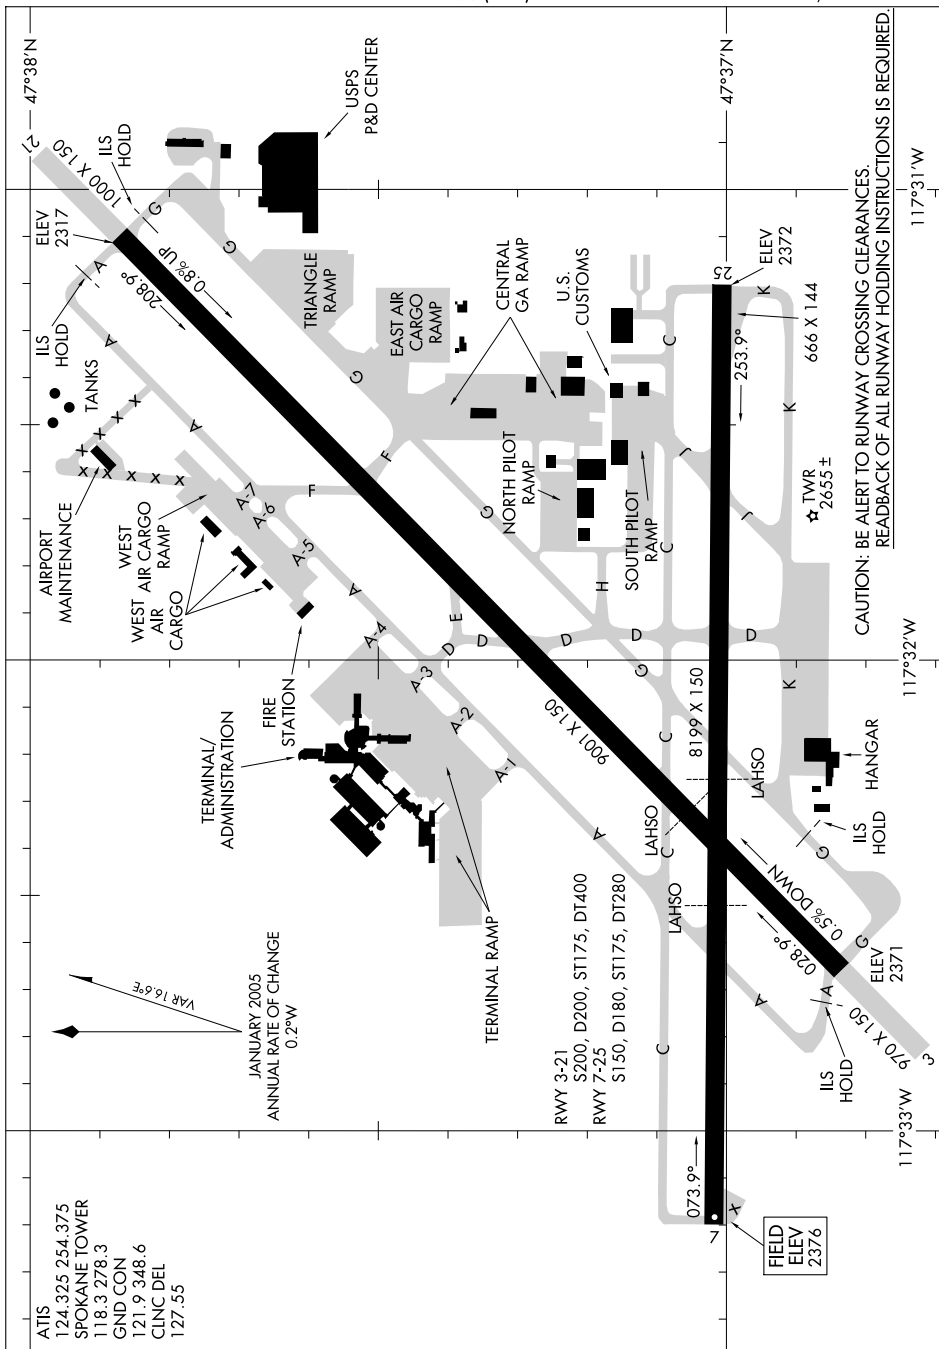 ATIS
124.325 254.375
SPOKANE TOWER
118.3 278.3
GND CON
121.9 348.6
CLNC DEL
127.55
JANUARY 2005
ANNUAL RATE OF CHANGE
0.2°W
VAR 16.6°E
47°38'N
47°37'N
117°31'W
117°32'W
117°33'W
21
1000 X 150
ILS
HOLD
ELEV
2317
USPS
P&D CENTER
ILS
HOLD
TANKS
208.9°
0.8% UP
TRIANGLE
RAMP
EAST AIR
CARGO
RAMP
CENTRAL
GA RAMP
U.S.
CUSTOMS
AIRPORT
MAINTENANCE
WEST
AIR CARGO
RAMP
WEST
AIR
CARGO
FIRE
STATION
TERMINAL/
ADMINISTRATION
TERMINAL RAMP
NORTH PILOT
RAMP
SOUTH PILOT
RAMP
A
A
A
A
A
A
A
A-7
A-6
A-5
A-4
A-3
A-2
A-1
G
G
G
G
G
G
G
F
F
E
D
D
D
D
D
H
C
C
C
C
C
J
J
K
K
K
X X X X
X X X X
X
25
ELEV
2372
253.9°
666 X 144
TWR
2655 ±
9001 X 150
8199 X 150
LAHSO
LAHSO
LAHSO
HANGAR
ILS
HOLD
0.5% DOWN
028.9°
ELEV
2371
970 X 150
3
ILS
HOLD
RWY 3-21
S200, D200, ST175, DT400
RWY 7-25
S150, D180, ST175, DT280
073.9°
7
FIELD
ELEV
2376
CAUTION: BE ALERT TO RUNWAY CROSSING CLEARANCES.
READBACK OF ALL RUNWAY HOLDING INSTRUCTIONS IS REQUIRED.